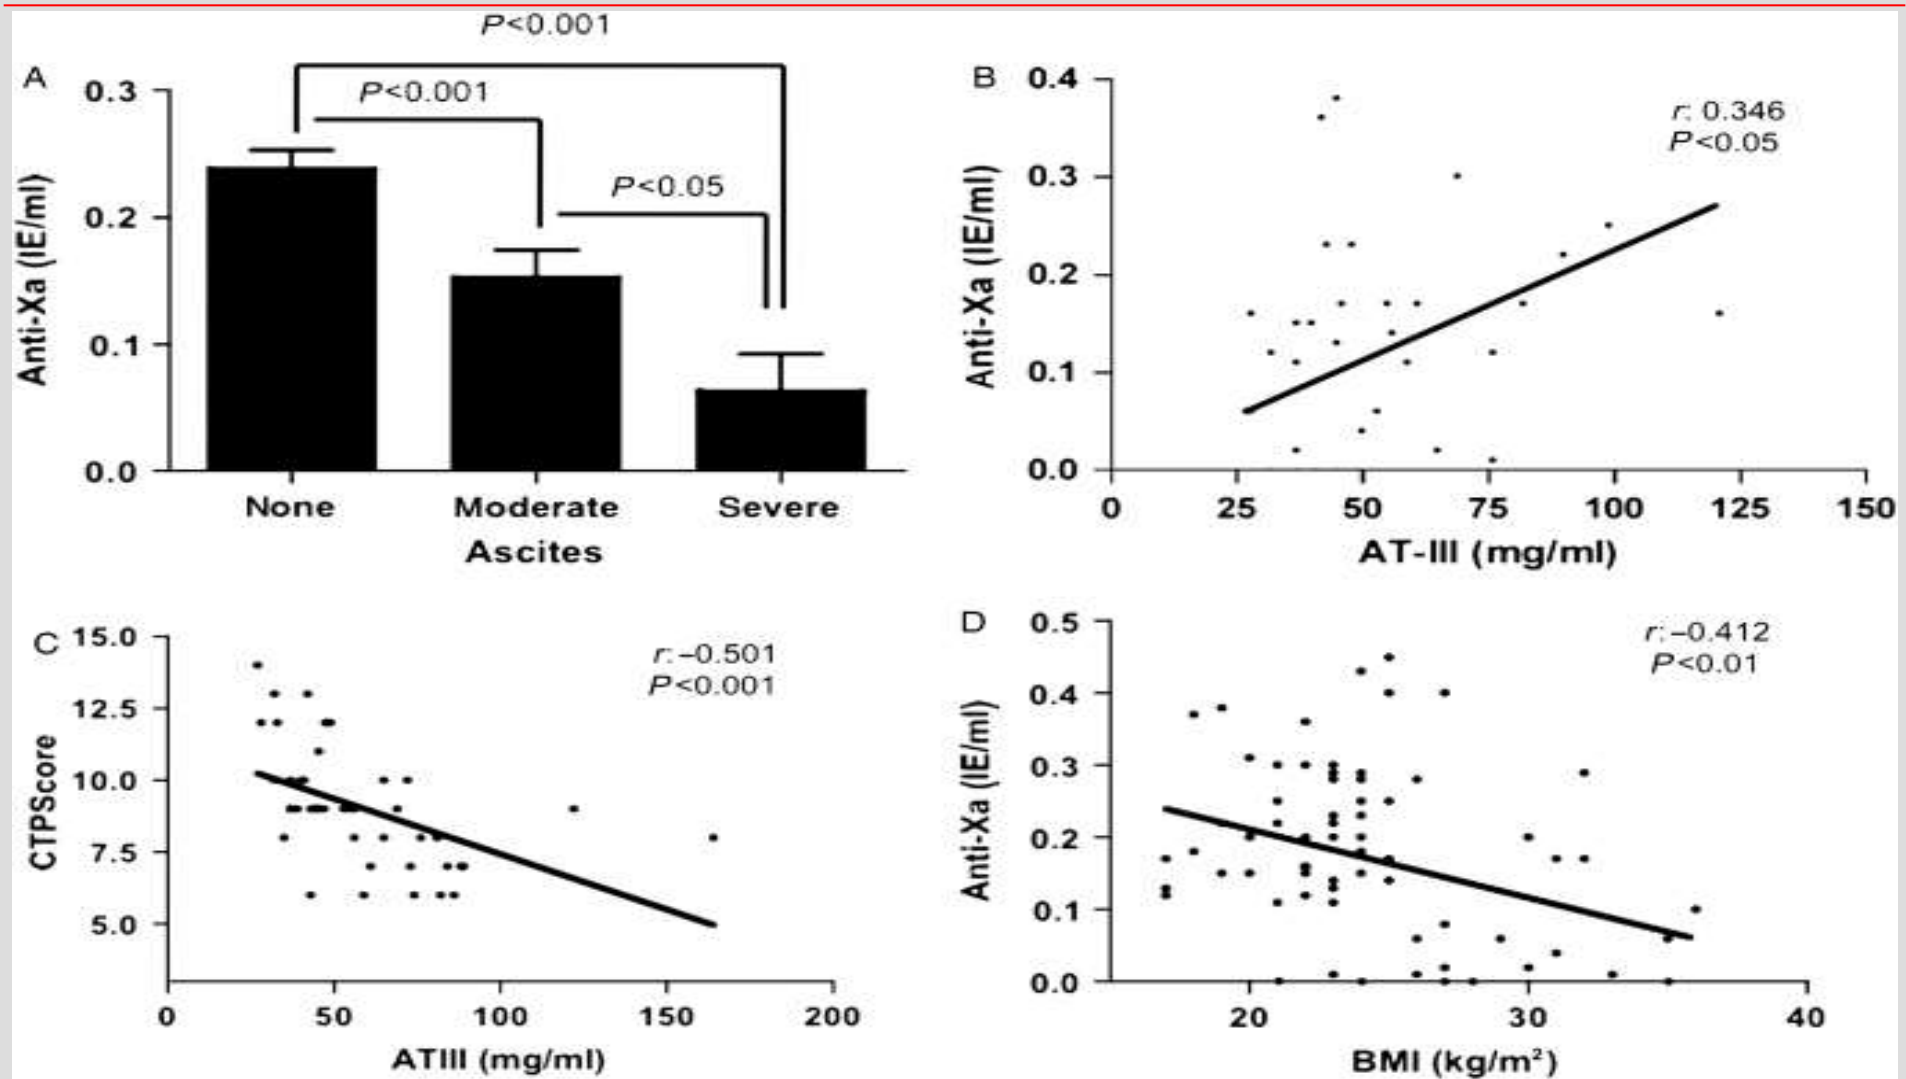 P<0.001
A
0.3
P<0.001
0.2
P<0.05
0.1
0.0
Anti-Xa (IE/ml)
None Moderate Severe
Ascites
B
0.4
r: 0.346
P<0.05
0.3
0.2
0.1
0.0
Anti-Xa (IE/ml)
0 25 50 75 100 125 150
AT-III (mg/ml)
C
15.0
r:–0.501
P<0.001
12.5
10.0
7.5
5.0
CTPScore
0 50 100 150 200
ATIII (mg/ml)
D
0.5
r:–0.412
P<0.01
0.4
0.3
0.2
0.1
0.0
Anti-Xa (IE/ml)
20 30 40
BMI (kg/m²)